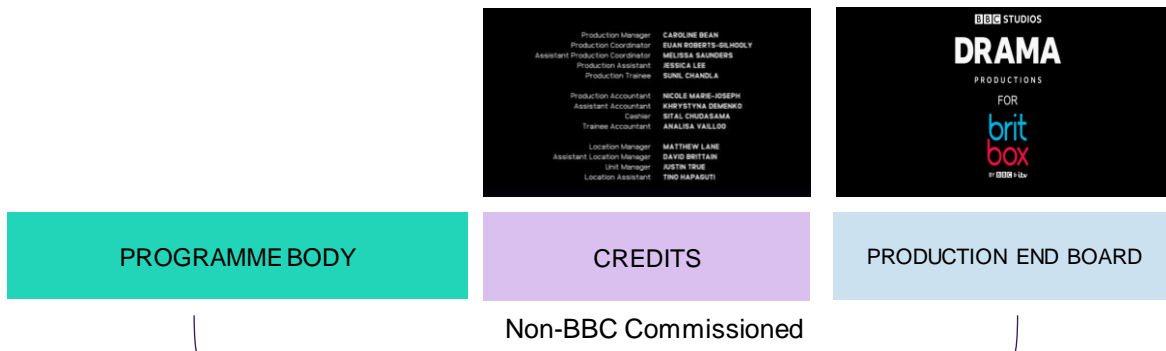 Production Manager CAROLINE BEAN
Production Coordinator EUAN ROBERTS-GILHOOLY
Assistant Production Coordinator MELISSA SAUNDERS
Production Assistant JESSICA LEE
Production Trainee SUNIL CHANDLA
Production Accountant NICOLE MARIE-JOSEPH
Assistant Accountant KHRYSTYNA DEMENKO
Cashier SITAL CHUDASAMA
Trainee Accountant ANALISA VAILLOO
Location Manager MATTHEW LANE
Assistant Location Manager DAVID BRITTAIN
Unit Manager JUSTIN TRUE
Location Assistant TINO HAPAGUTI
BBC STUDIOS
DRAMA
PRODUCTIONS
FOR
brit
box
BY BBC & itv
PROGRAMME BODY
CREDITS
PRODUCTION END BOARD
Non-BBC Commissioned